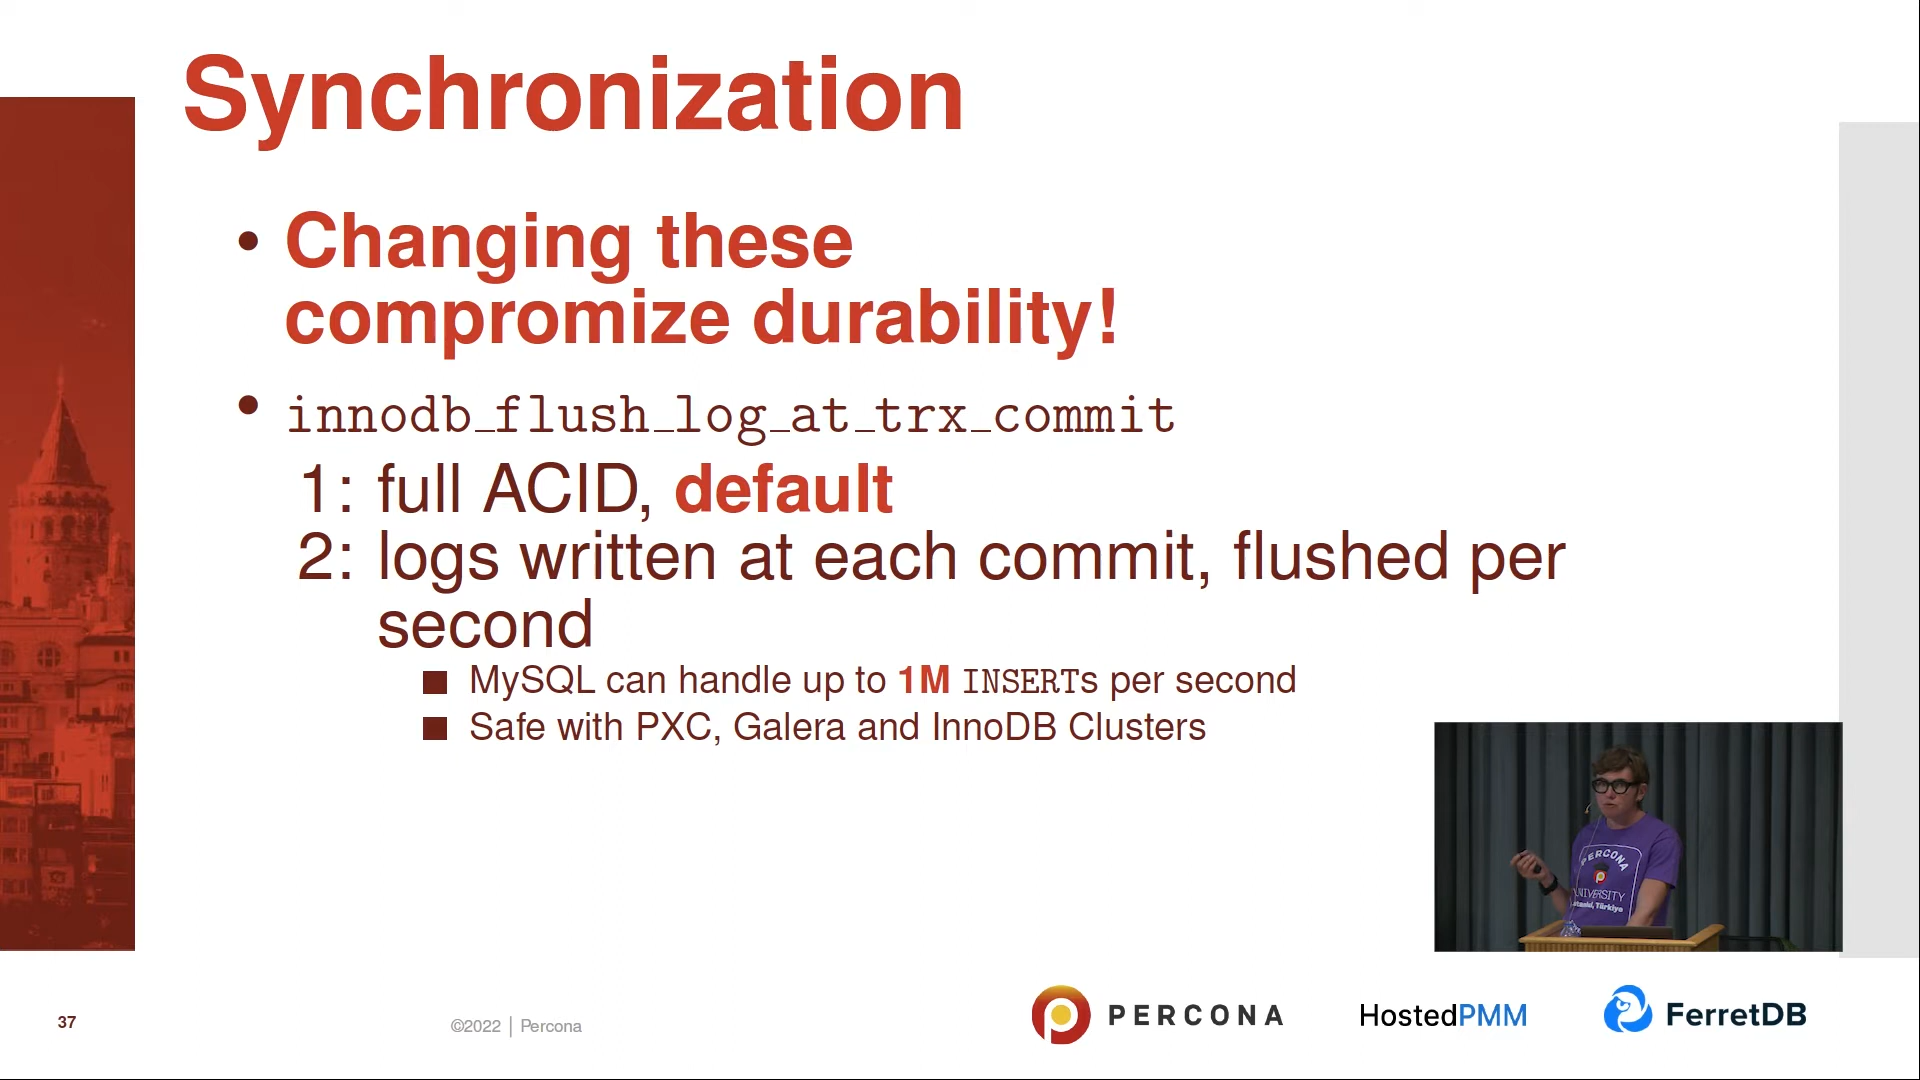 Synchronization
• Changing these
compromize durability!
• innodb_flush_log_at_trx_commit
1: full ACID, default
2: logs written at each commit, flushed per
second
■ MySQL can handle up to 1M INSERTs per second
■ Safe with PXC, Galera and InnoDB Clusters
PERCONA
UNIVERSITY
Istanbul, Türkiye
37
©2022 | Percona
PERCONA
HostedPMM
FerretDB